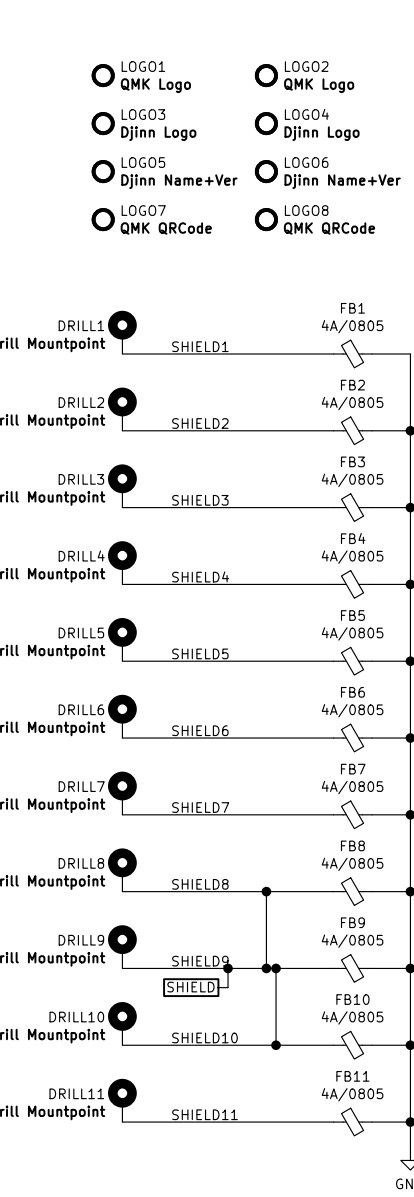 LOGO1
QMK Logo
LOGO2
QMK Logo
LOGO3
Djinn Logo
LOGO4
Djinn Logo
LOGO5
Djinn Name+Ver
LOGO6
Djinn Name+Ver
LOGO7
QMK QRCode
LOGO8
QMK QRCode
FB1
DRILL1
4A/0805
rill Mountpoint
SHIELD1
FB2
DRILL2
4A/0805
rill Mountpoint
SHIELD2
FB3
DRILL3
4A/0805
rill Mountpoint
SHIELD3
FB4
DRILL4
4A/0805
rill Mountpoint
SHIELD4
FB5
DRILL5
4A/0805
rill Mountpoint
SHIELD5
FB6
DRILL6
4A/0805
rill Mountpoint
SHIELD6
FB7
DRILL7
4A/0805
rill Mountpoint
SHIELD7
FB8
DRILL8
4A/0805
rill Mountpoint
SHIELD8
FB9
DRILL9
4A/0805
rill Mountpoint
SHIELD9
SHIELD
FB10
DRILL10
4A/0805
rill Mountpoint
SHIELD10
FB11
DRILL11
4A/0805
rill Mountpoint
SHIELD11
GN